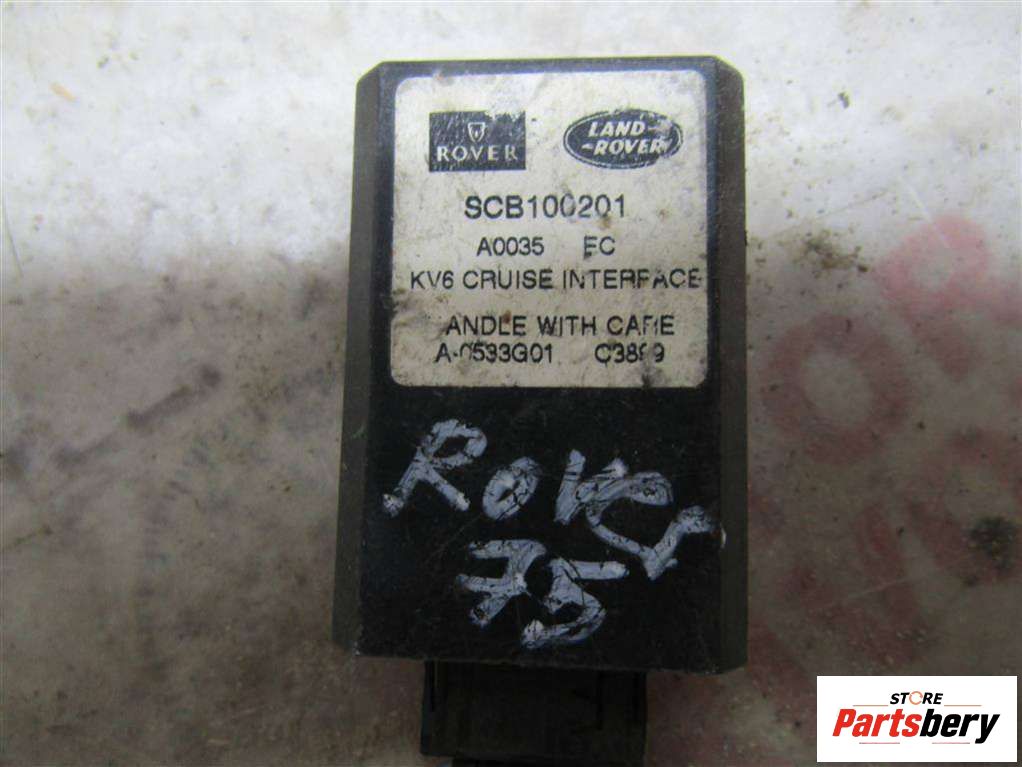 ROVER
LAND-
-ROVER
SCB100201
A0035 EC
KV6 CRUISE INTERFACE
ANDLE WITH CARE
A-0533G01 C3899
Rover
75
STORE
Partsbery